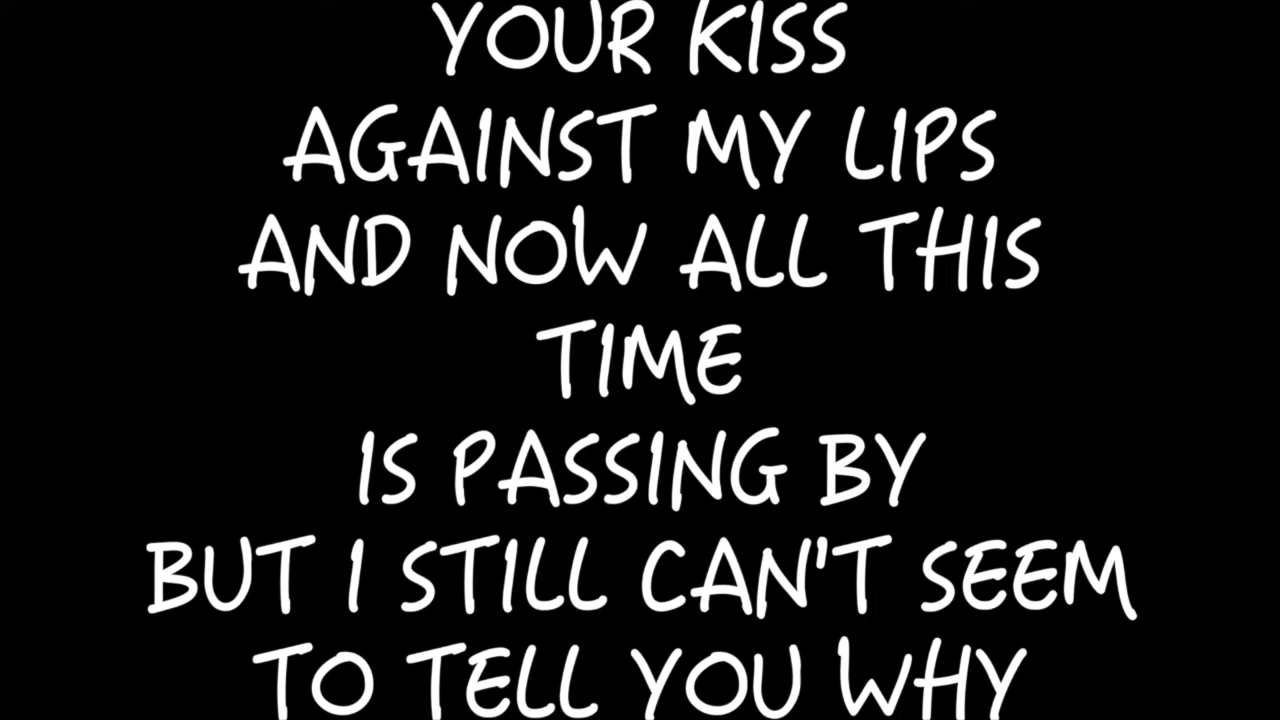 YOUR KISS
AGAINST MY LIPS
AND NOW ALL THIS
TIME
IS PASSING BY
BUT I STILL CAN'T SEEM
TO TELL YOU WHY